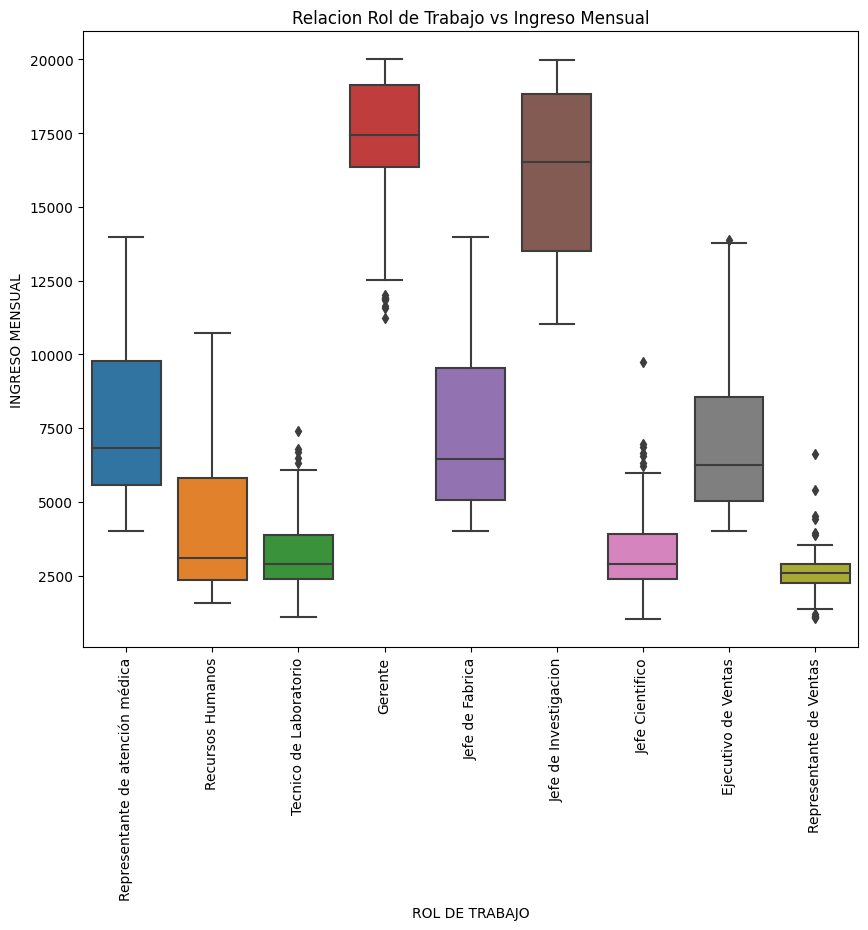 Relacion Rol de Trabajo vs Ingreso Mensual
INGRESO MENSUAL
20000
17500
15000
12500
10000
7500
5000
2500
Representante de atención médica
Recursos Humanos
Tecnico de Laboratorio
Gerente
Jefe de Fabrica
Jefe de Investigacion
Jefe Cientifico
Ejecutivo de Ventas
Representante de Ventas
ROL DE TRABAJO